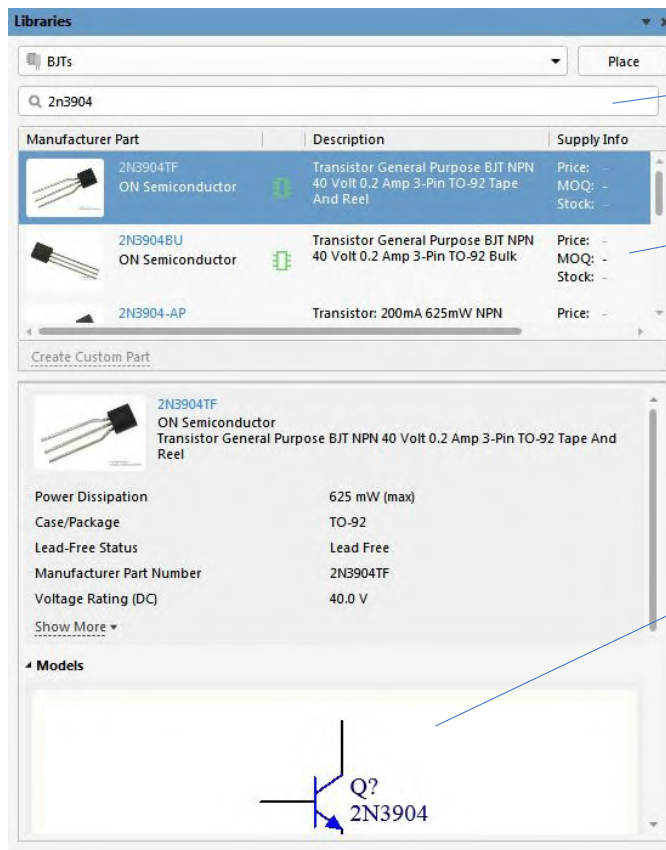 Libraries
BJTs
Place
2n3904
Manufacturer Part Description Supply Info
2N3904TF
ON Semiconductor
Transistor General Purpose BJT NPN
40 Volt 0.2 Amp 3-Pin TO-92 Tape
And Reel
Price: -
MOQ: -
Stock: -
2N3904BU
ON Semiconductor
Transistor General Purpose BJT NPN
40 Volt 0.2 Amp 3-Pin TO-92 Bulk
Price: -
MOQ: -
Stock: -
2N3904-AP
Transistor: 200mA 625mW NPN
Price: -
Create Custom Part
2N3904TF
ON Semiconductor
Transistor General Purpose BJT NPN 40 Volt 0.2 Amp 3-Pin TO-92 Tape And
Reel
Power Dissipation 625 mW (max)
Case/Package TO-92
Lead-Free Status Lead Free
Manufacturer Part Number 2N3904TF
Voltage Rating (DC) 40.0 V
Show More
Models
Q?
2N3904